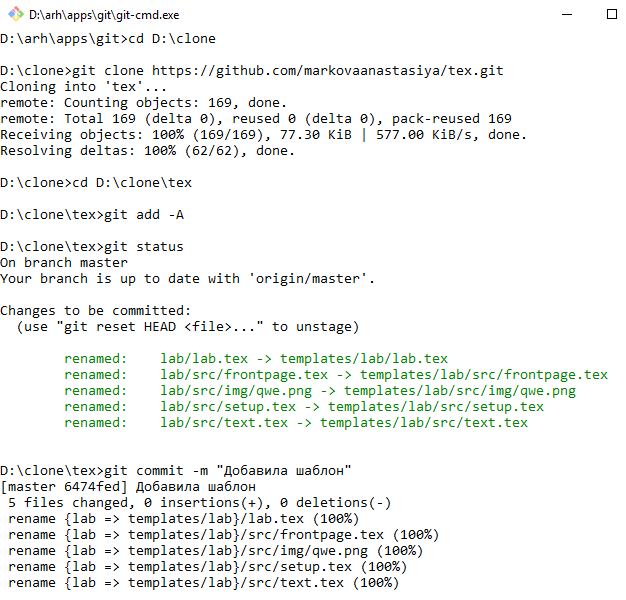 D:\arh\apps\git\git-cmd.exe
D:\arh\apps\git>cd D:\clone
D:\clone>git clone https://github.com/markovaanastasiya/tex.git
Cloning into 'tex'...
remote: Counting objects: 169, done.
remote: Total 169 (delta 0), reused 0 (delta 0), pack-reused 169
Receiving objects: 100% (169/169), 77.30 KiB | 577.00 KiB/s, done.
Resolving deltas: 100% (62/62), done.
D:\clone>cd D:\clone\tex
D:\clone\tex>git add -A
D:\clone\tex>git status
On branch master
Your branch is up to date with 'origin/master'.
Changes to be committed:
  (use "git reset HEAD <file>..." to unstage)
        renamed:    lab/lab.tex -> templates/lab/lab.tex
        renamed:    lab/src/frontpage.tex -> templates/lab/src/frontpage.tex
        renamed:    lab/src/img/qwe.png -> templates/lab/src/img/qwe.png
        renamed:    lab/src/setup.tex -> templates/lab/src/setup.tex
        renamed:    lab/src/text.tex -> templates/lab/src/text.tex
D:\clone\tex>git commit -m "Добавила шаблон"
[master 6474fed] Добавила шаблон
 5 files changed, 0 insertions(+), 0 deletions(-)
 rename {lab => templates/lab}/lab.tex (100%)
 rename {lab => templates/lab}/src/frontpage.tex (100%)
 rename {lab => templates/lab}/src/img/qwe.png (100%)
 rename {lab => templates/lab}/src/setup.tex (100%)
 rename {lab => templates/lab}/src/text.tex (100%)